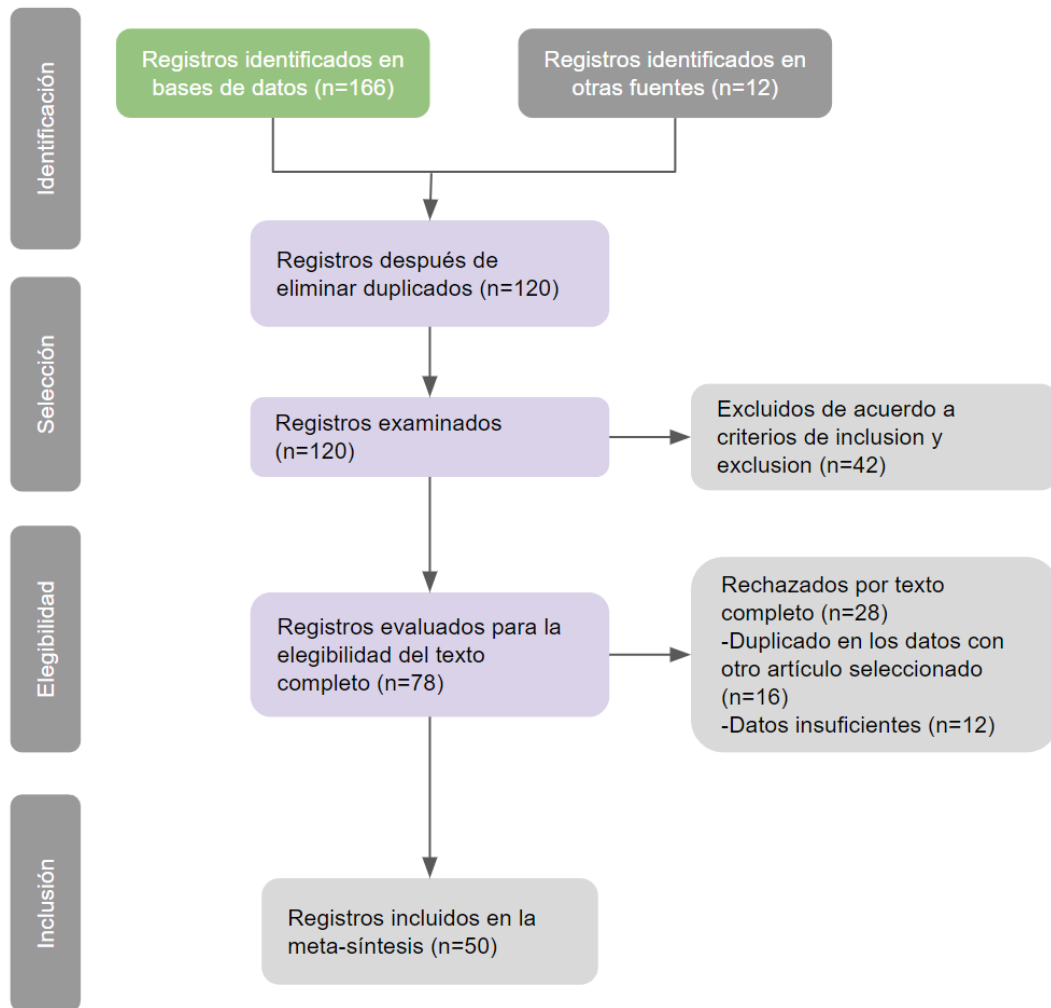 Identificación
Registros identificados en
bases de datos (n=166)
Registros identificados en
otras fuentes (n=12)
Registros después de
eliminar duplicados (n=120)
Selección
Registros examinados
(n=120)
Excluidos de acuerdo a
criterios de inclusion y
exclusion (n=42)
Elegibilidad
Registros evaluados para la
elegibilidad del texto
completo (n=78)
Rechazados por texto
completo (n=28)
-Duplicado en los datos con
otro artículo seleccionado
(n=16)
-Datos insuficientes (n=12)
Inclusión
Registros incluidos en la
meta-síntesis (n=50)